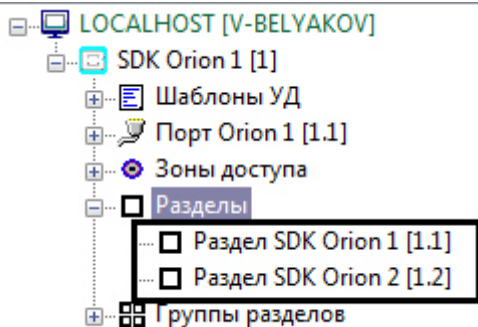 LOCALHOST [V-BELYAKOV]
SDK Orion 1 [1]
Шаблоны УД
Порт Orion 1 [1.1]
Зоны доступа
Разделы
Раздел SDK Orion 1 [1.1]
Раздел SDK Orion 2 [1.2]
Группы разделов